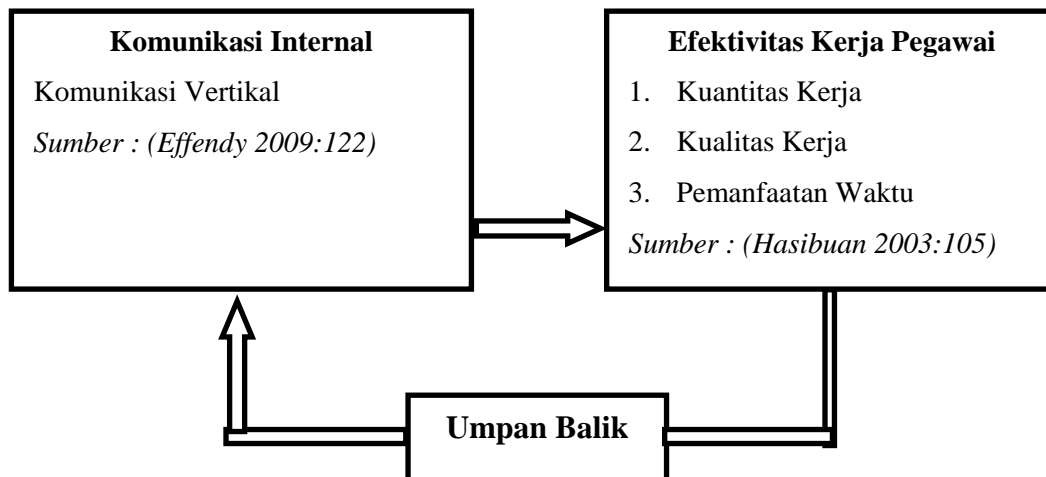 Komunikasi Internal
Komunikasi Vertikal
Sumber : (Effendy 2009:122)
Efektivitas Kerja Pegawai
1. Kuantitas Kerja
2. Kualitas Kerja
3. Pemanfaatan Waktu
Sumber : (Hasibuan 2003:105)
Umpan Balik